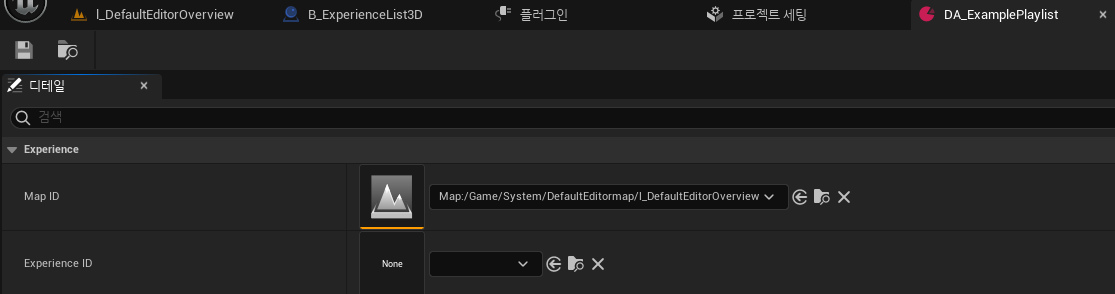 l_DefaultEditorOverview
B_ExperienceList3D
플러그인
프로젝트 세팅
DA_ExamplePlaylist
디테일
검색
Experience
Map ID
Map:/Game/System/DefaultEditormap/l_DefaultEditorOverview
Experience ID
None